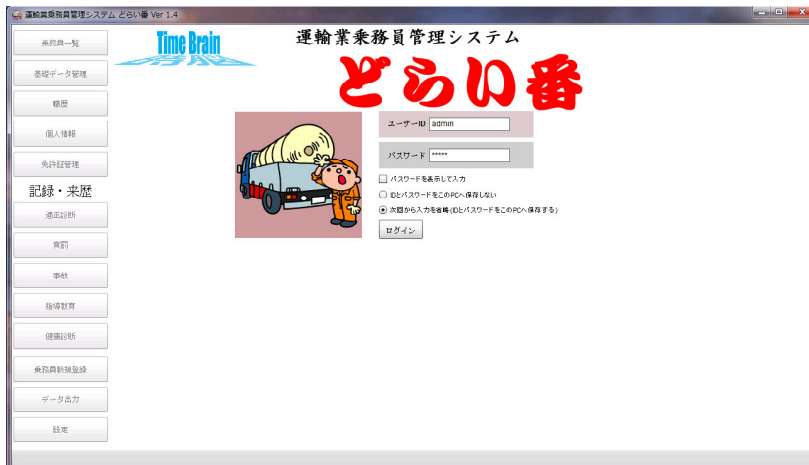 運輸業乗務員管理システム どらい番 Ver 1.4
乗務員一覧
基礎データ管理
職歴
個人情報
免許証管理
記録・来歴
適正診断
賞罰
事故
指導教育
健康診断
乗務員新規登録
データ出力
設定
Time Brain
時脳
運輸業乗務員管理システム
どらい番
ユーザーID admin
パスワード *****
パスワードを表示して入力
IDとパスワードをこのPCへ保存しない
次回から入力を省略(IDとパスワードをこのPCへ保存する)
ログイン